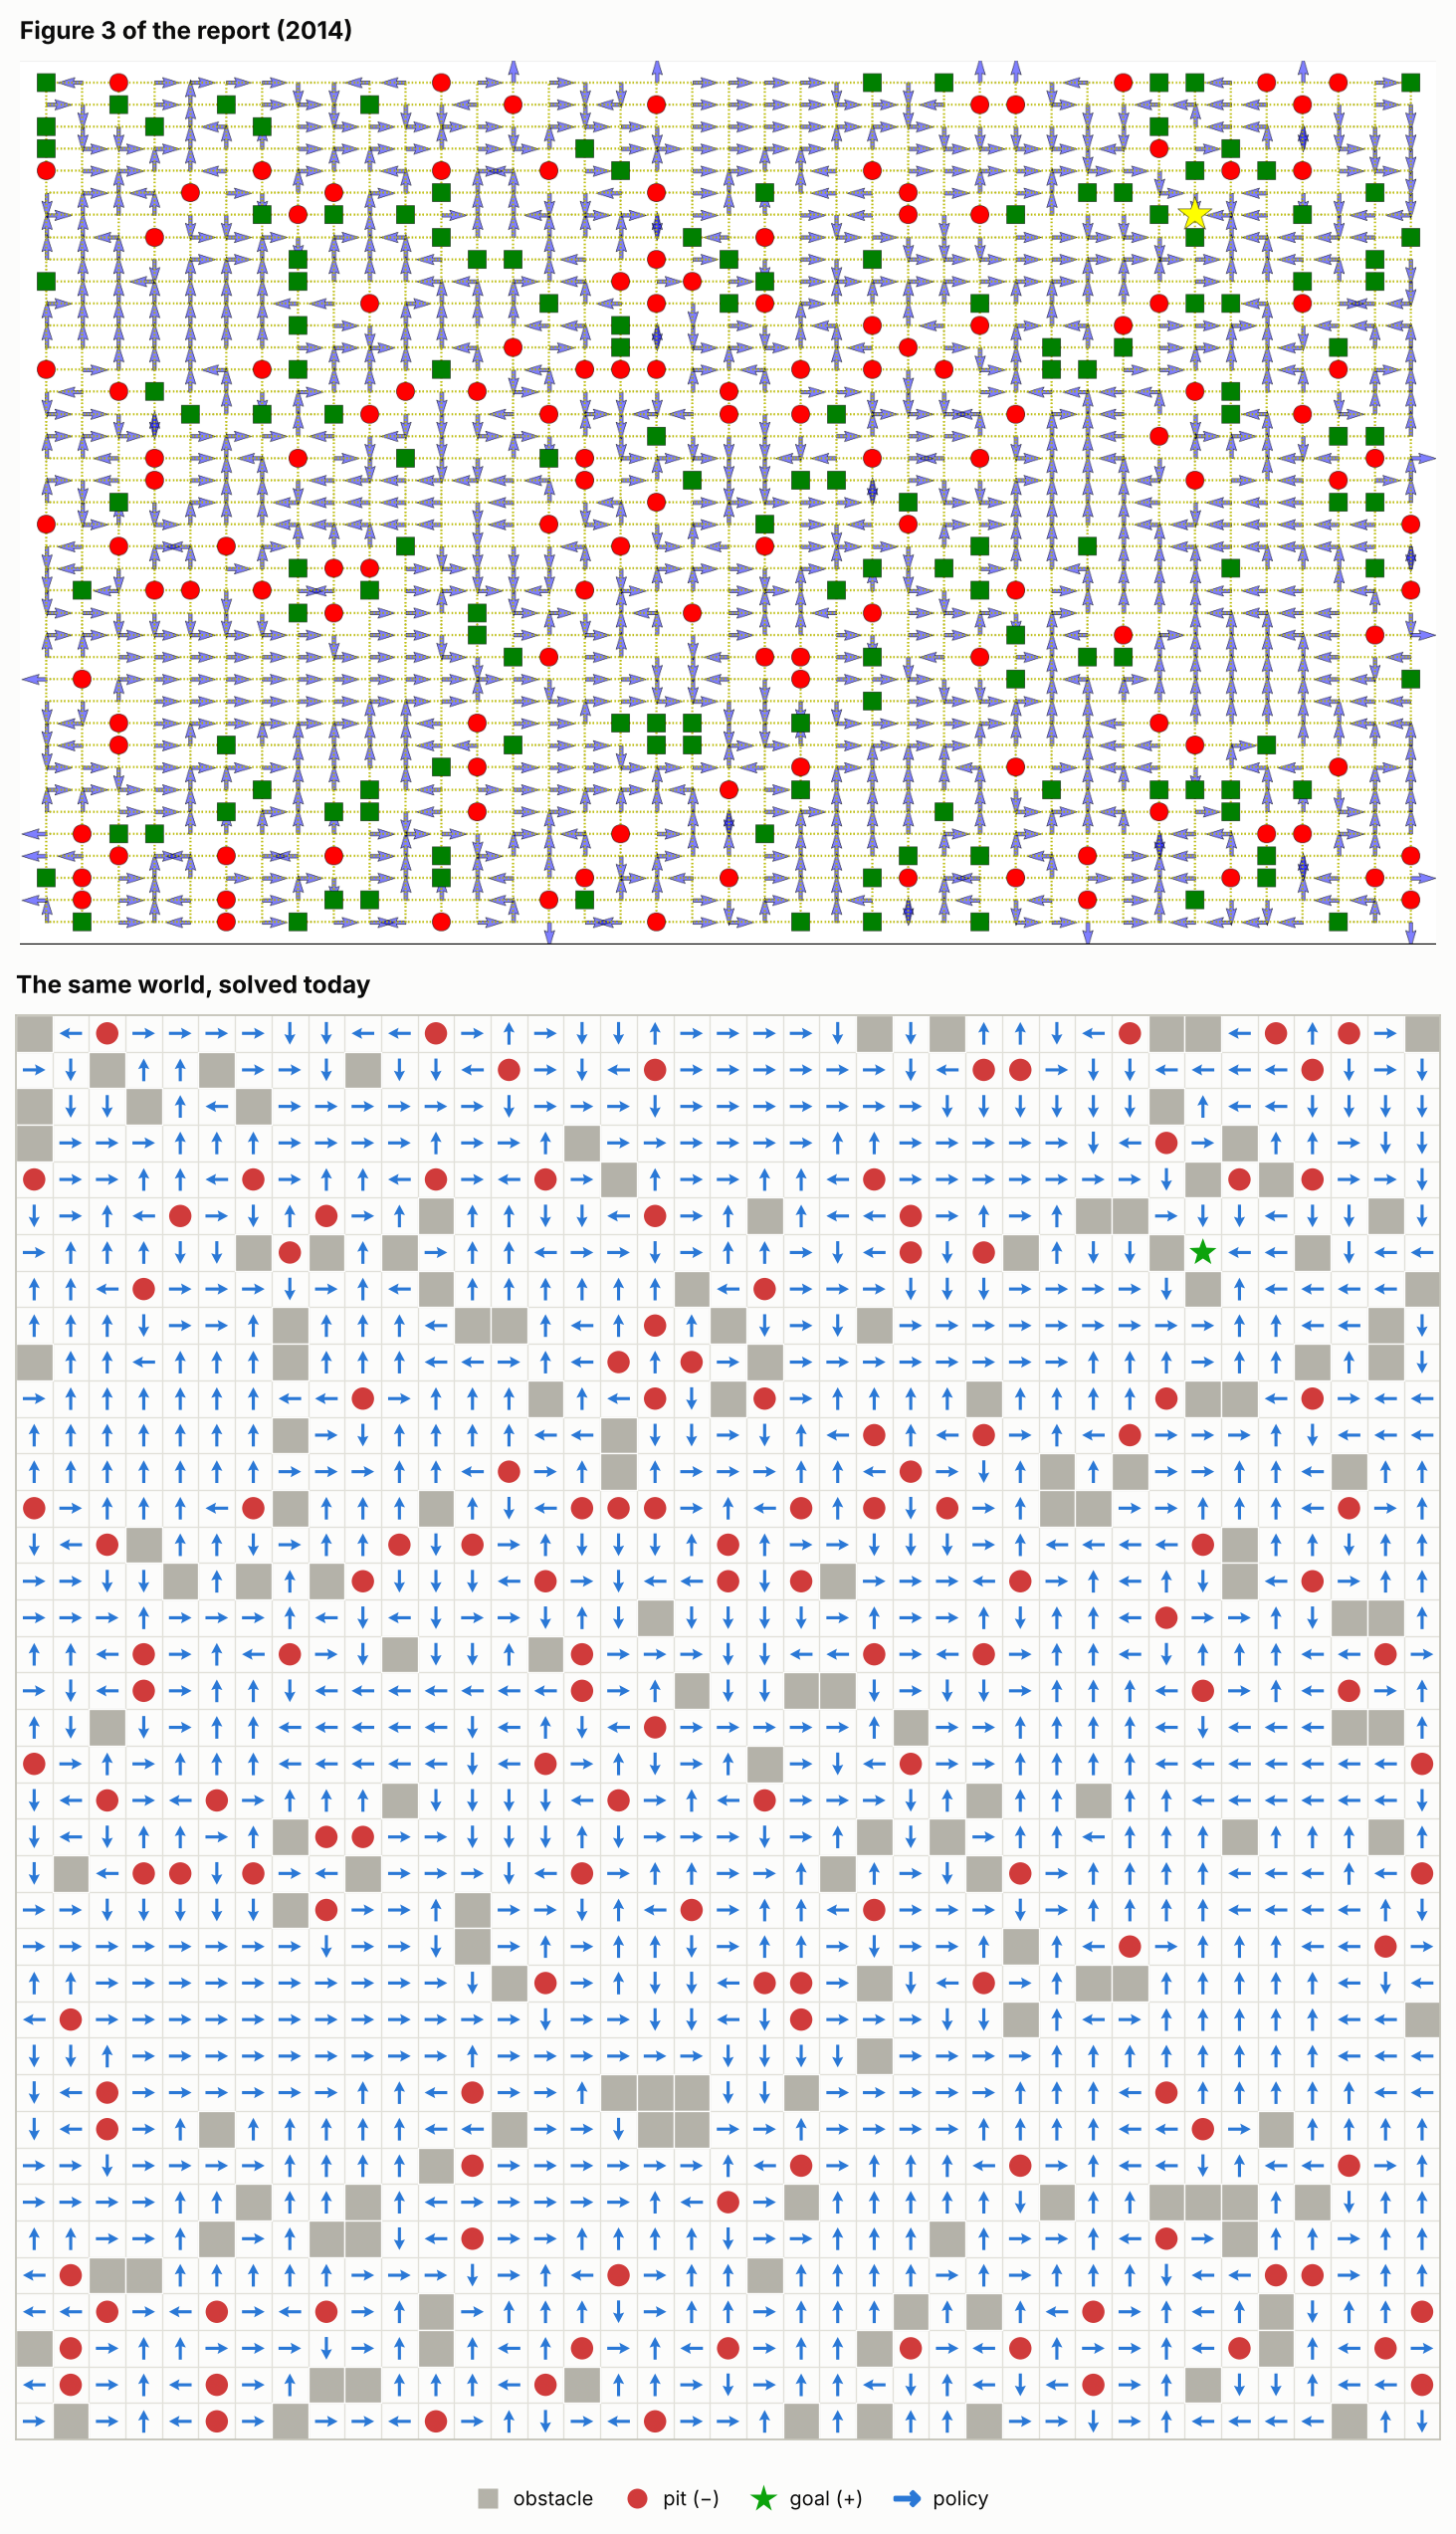 Figure 3 of the report (2014)
The same world, solved today
obstacle pit (−) goal (+) policy